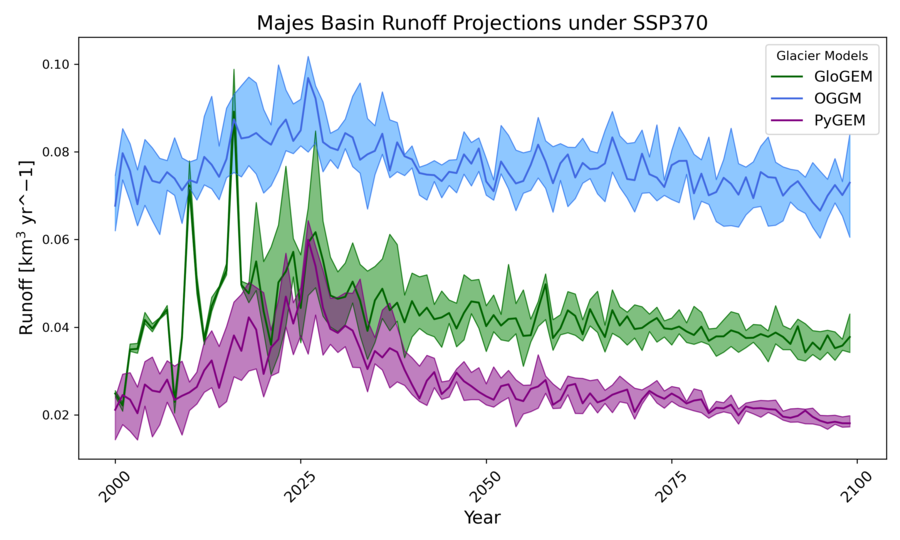 Majes Basin Runoff Projections under SSP370
Glacier Models
GloGEM
OGGM
PyGEM
Runoff [km³ yr^−1]
0.10
0.08
0.06
0.04
0.02
2000
2025
2050
2075
2100
Year